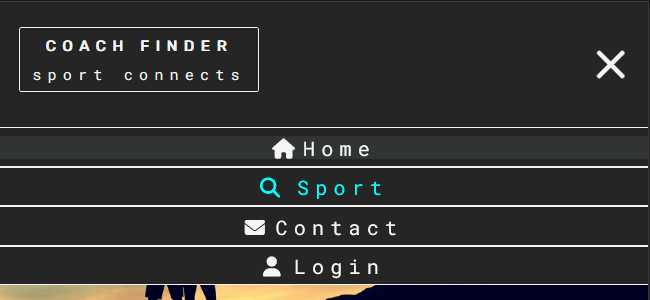 COACH FINDER
sport connects
Home
Sport
Contact
Login